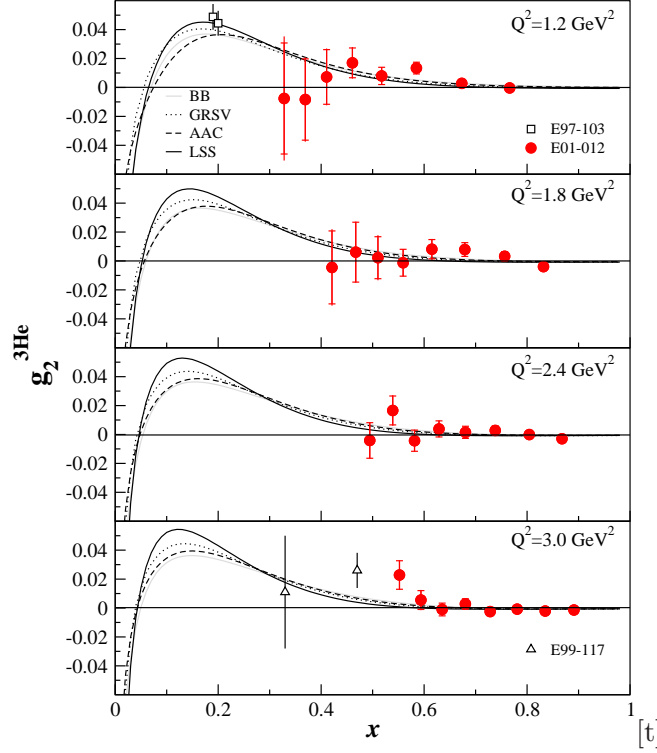 Q²=1.2 GeV²
0.04
0.02
0
-0.02
-0.04
BB
GRSV
AAC
LSS
E97-103
E01-012
Q²=1.8 GeV²
0.04
0.02
0
-0.02
-0.04
g₂³ᴴᵉ
Q²=2.4 GeV²
0.04
0.02
0
-0.02
-0.04
Q²=3.0 GeV²
0.04
0.02
0
-0.02
-0.04
E99-117
0 0.2 0.4 0.6 0.8 1
x
[t]